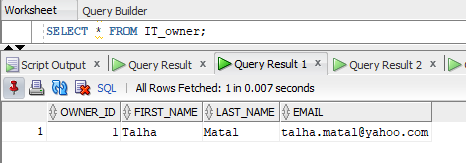 Worksheet Query Builder
SELECT * FROM IT_owner;
Script Output Query Result Query Result 1 Query Result 2
SQL All Rows Fetched: 1 in 0.007 seconds
OWNER_ID FIRST_NAME LAST_NAME EMAIL
1 1 Talha Matal talha.matal@yahoo.com